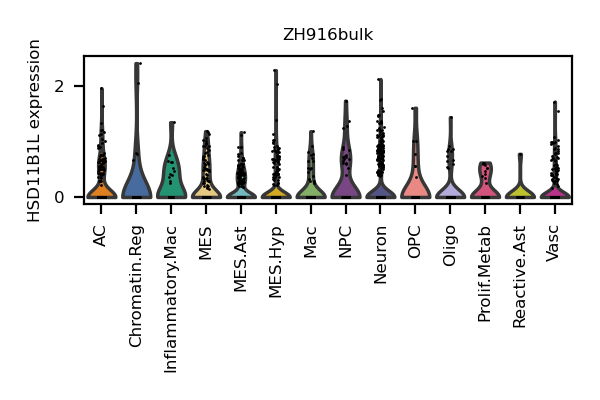 ZH916bulk
HSD11B1L expression
2
0
AC
Chromatin.Reg
Inflammatory.Mac
MES
MES.Ast
MES.Hyp
Mac
NPC
Neuron
OPC
Oligo
Prolif.Metab
Reactive.Ast
Vasc